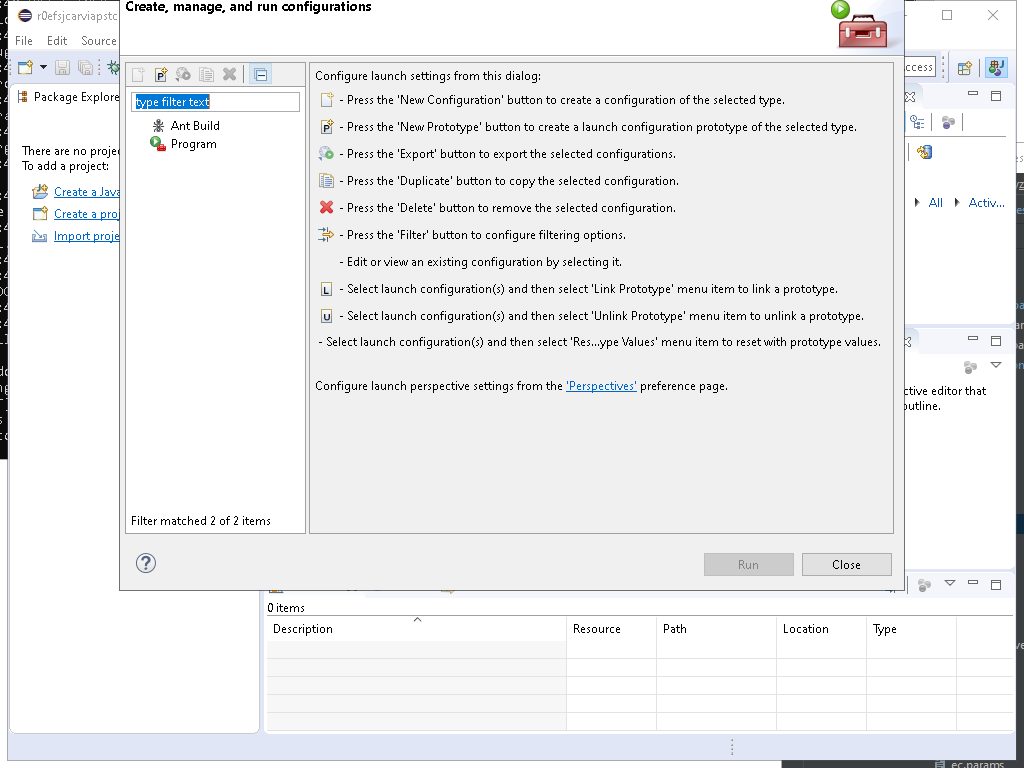 Create, manage, and run configurations
r0efsjcarviapstc
File Edit Source
Package Explore
type filter text
Ant Build
Program
Filter matched 2 of 2 items
There are no projec
To add a project:
Create a Java
Create a proj
Import proje
Configure launch settings from this dialog:
- Press the 'New Configuration' button to create a configuration of the selected type.
- Press the 'New Prototype' button to create a launch configuration prototype of the selected type.
- Press the 'Export' button to export the selected configurations.
- Press the 'Duplicate' button to copy the selected configuration.
- Press the 'Delete' button to remove the selected configuration.
- Press the 'Filter' button to configure filtering options.
- Edit or view an existing configuration by selecting it.
L - Select launch configuration(s) and then select 'Link Prototype' menu item to link a prototype.
U - Select launch configuration(s) and then select 'Unlink Prototype' menu item to unlink a prototype.
- Select launch configuration(s) and then select 'Res...ype Values' menu item to reset with prototype values.
Configure launch perspective settings from the 'Perspectives' preference page.
Run Close
ccess
All Activ...
ctive editor that
outline.
0 items
Description Resource Path Location Type
ec.params